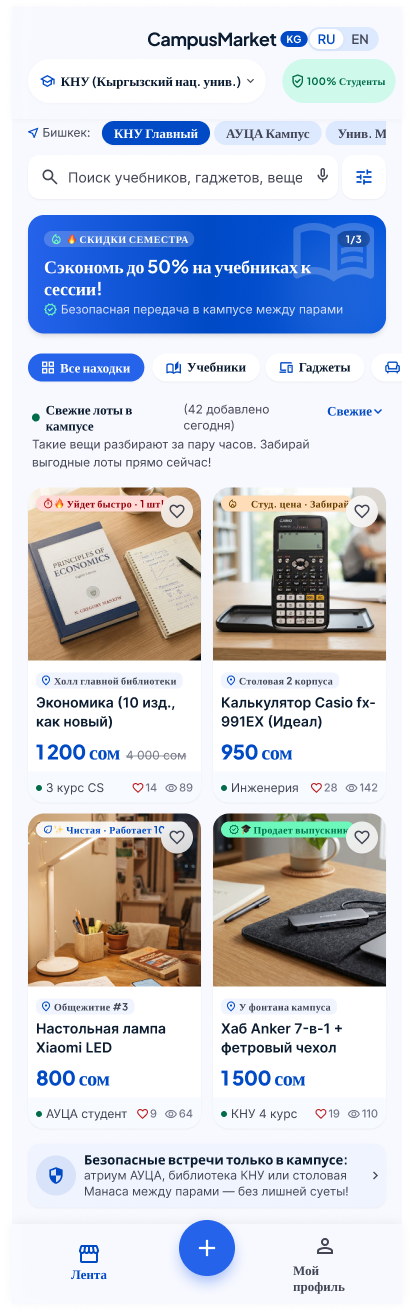 CampusMarket KG RU EN
КНУ (Кыргызский нац. унив.) 100% Студенты
Бишкек: КНУ Главный АУЦА Кампус Унив. М
Поиск учебников, гаджетов, веще
СКИДКИ СЕМЕСТРА 1/3
Сэкономь до 50% на учебниках к
сессии!
Безопасная передача в кампусе между парами
Все находки Учебники Гаджеты
Свежие лоты в
кампусе
(42 добавлено
сегодня)
Свежие
Такие вещи разбирают за пару часов. Забирай
выгодные лоты прямо сейчас!
Уйдет быстро · 1 шт!
PRINCIPLES OF
ECONOMICS
N. GREGORY MANKIW
Холл главной библиотеки
Экономика (10 изд.,
как новый)
1 200 сом 4 000 сом
3 курс CS 14 89
Студ. цена · Забирай
CASIO
Столовая 2 корпуса
Калькулятор Casio fx-
991EX (Идеал)
950 сом
Инженерия 28 142
Чистая · Работает 10
Общежитие #3
Настольная лампа
Xiaomi LED
800 сом
АУЦА студент 9 64
Продает выпускник
У фонтана кампуса
Хаб Anker 7-в-1 +
фетровый чехол
1 500 сом
КНУ 4 курс 19 110
Безопасные встречи только в кампусе:
атриум АУЦА, библиотека КНУ или столовая
Манаса между парами — без лишней суеты!
Лента
Мой
профиль